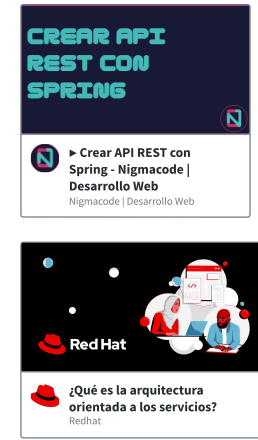 CREAR API
REST CON
SPRING
▸ Crear API REST con
Spring - Nigmacode |
Desarrollo Web
Nigmacode | Desarrollo Web
Red Hat
¿Qué es la arquitectura
orientada a los servicios?
Redhat